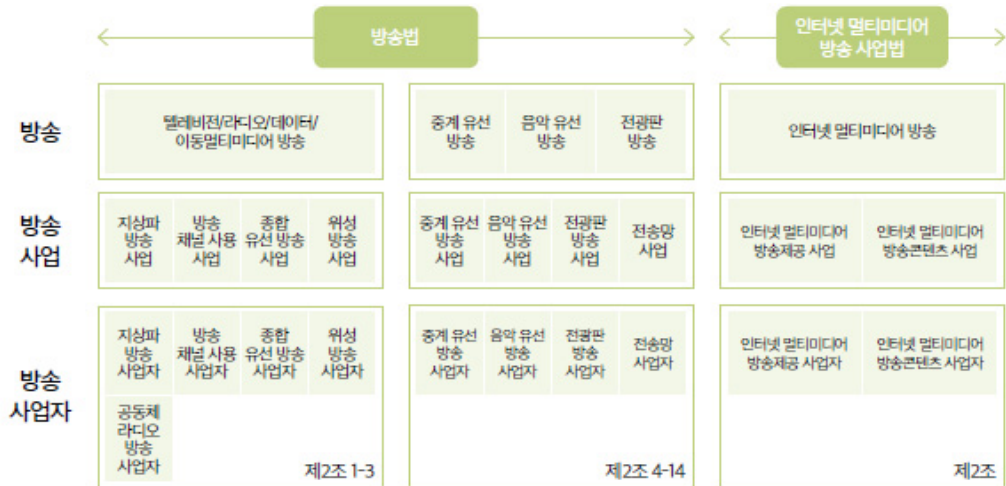 방송법
인터넷 멀티미디어
방송 사업법
방송
텔레비전/라디오/데이터/
이동멀티미디어 방송
중계 유선
방송
음악 유선
방송
전광판
방송
인터넷 멀티미디어 방송
방송
사업
지상파
방송
사업
방송
채널 사용
사업
종합
유선 방송
사업
위성
방송
사업
중계 유선
방송
사업
음악 유선
방송
사업
전광판
방송
사업
전송망
사업
인터넷 멀티미디어
방송제공 사업
인터넷 멀티미디어
방송콘텐츠 사업
방송
사업자
지상파
방송
사업자
방송
채널 사용
사업자
종합
유선 방송
사업자
위성
방송
사업자
공동체
라디오
방송
사업자
제2조 1-3
중계 유선
방송
사업자
음악 유선
방송
사업자
전광판
방송
사업자
전송망
사업자
제2조 4-14
인터넷 멀티미디어
방송제공 사업자
인터넷 멀티미디어
방송콘텐츠 사업자
제2조